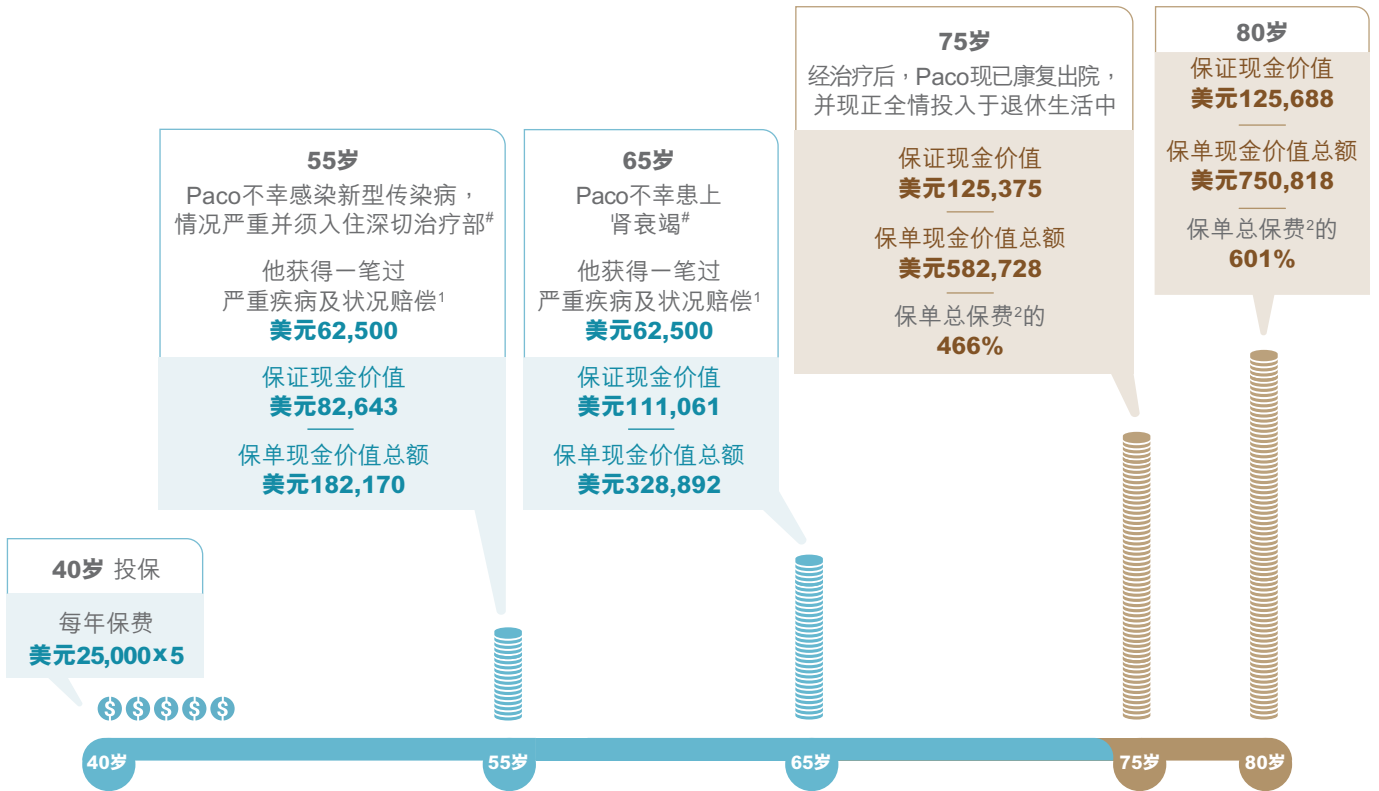 40岁 投保
每年保费
美元25,000x5
55岁
Paco不幸感染新型传染病，
情况严重并须入住深切治疗部#
他获得一笔过
严重疾病及状况赔偿1
美元62,500
保证现金价值
美元82,643
保单现金价值总额
美元182,170
65岁
Paco不幸患上
肾衰竭#
他获得一笔过
严重疾病及状况赔偿1
美元62,500
保证现金价值
美元111,061
保单现金价值总额
美元328,892
75岁
经治疗后，Paco现已康复出院，
并现正全情投入于退休生活中
保证现金价值
美元125,375
保单现金价值总额
美元582,728
保单总保费2的
466%
80岁
保证现金价值
美元125,688
保单现金价值总额
美元750,818
保单总保费2的
601%
$ $ $ $ $
40岁
55岁
65岁
75岁
80岁